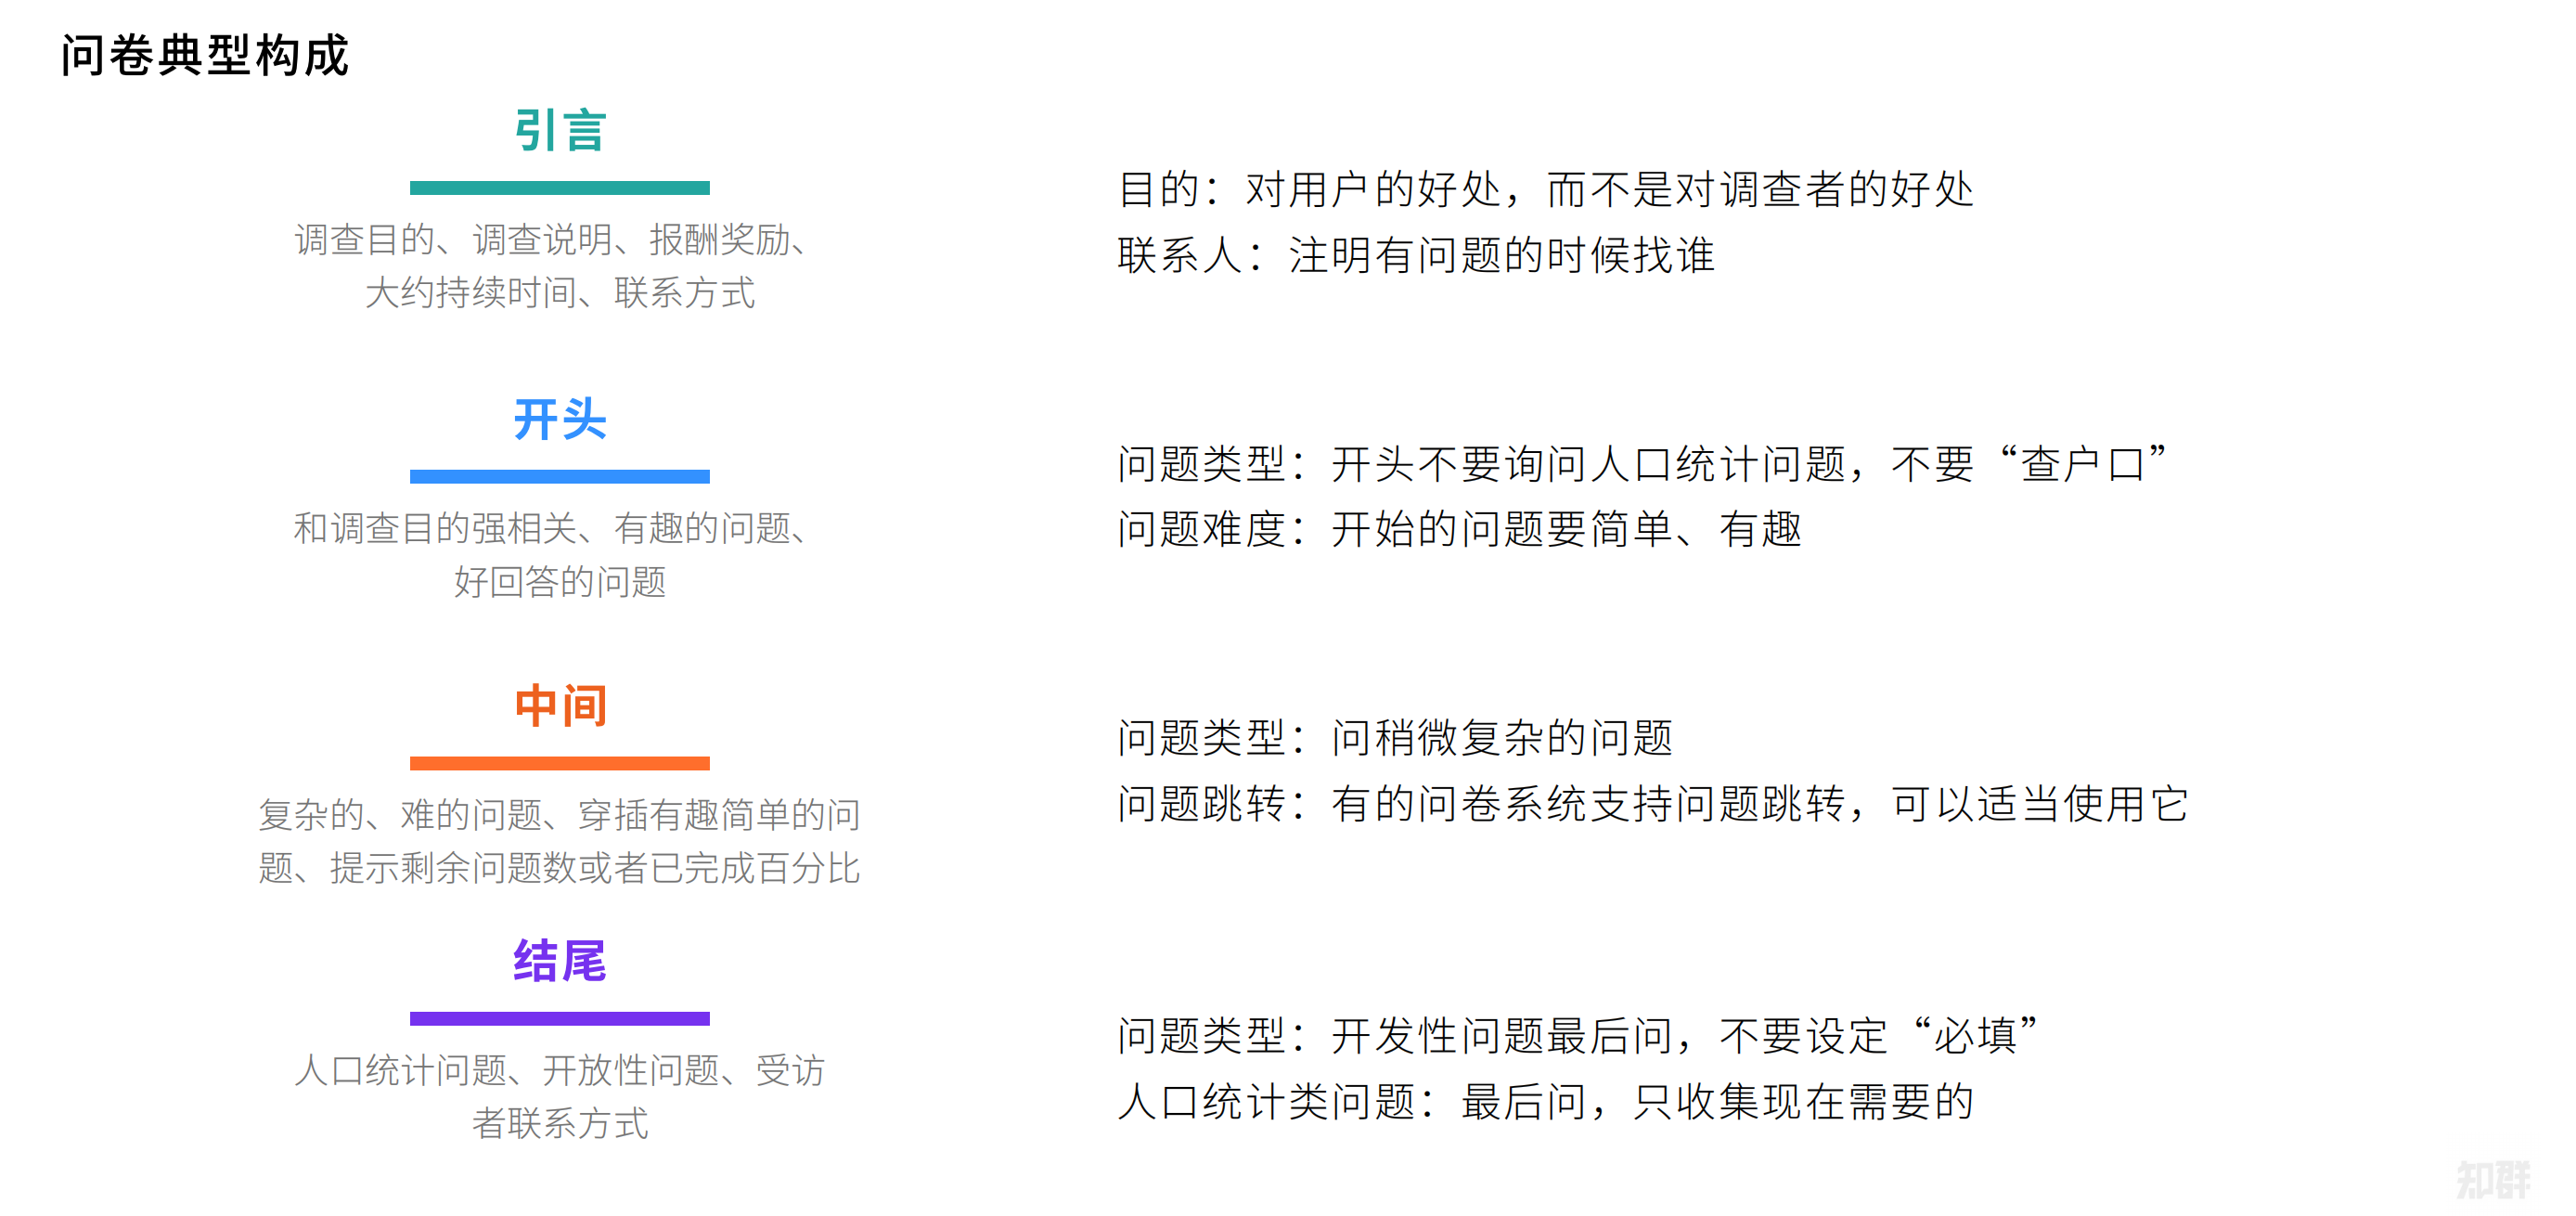 问卷典型构成
引言
调查目的、调查说明、报酬奖励、
大约持续时间、联系方式
目的：对用户的好处，而不是对调查者的好处
联系人：注明有问题的时候找谁
开头
和调查目的强相关、有趣的问题、
好回答的问题
问题类型：开头不要询问人口统计问题，不要“查户口”
问题难度：开始的问题要简单、有趣
中间
复杂的、难的问题、穿插有趣简单的问
题、提示剩余问题数或者已完成百分比
问题类型：问稍微复杂的问题
问题跳转：有的问卷系统支持问题跳转，可以适当使用它
结尾
人口统计问题、开放性问题、受访
者联系方式
问题类型：开发性问题最后问，不要设定“必填”
人口统计类问题：最后问，只收集现在需要的
知群